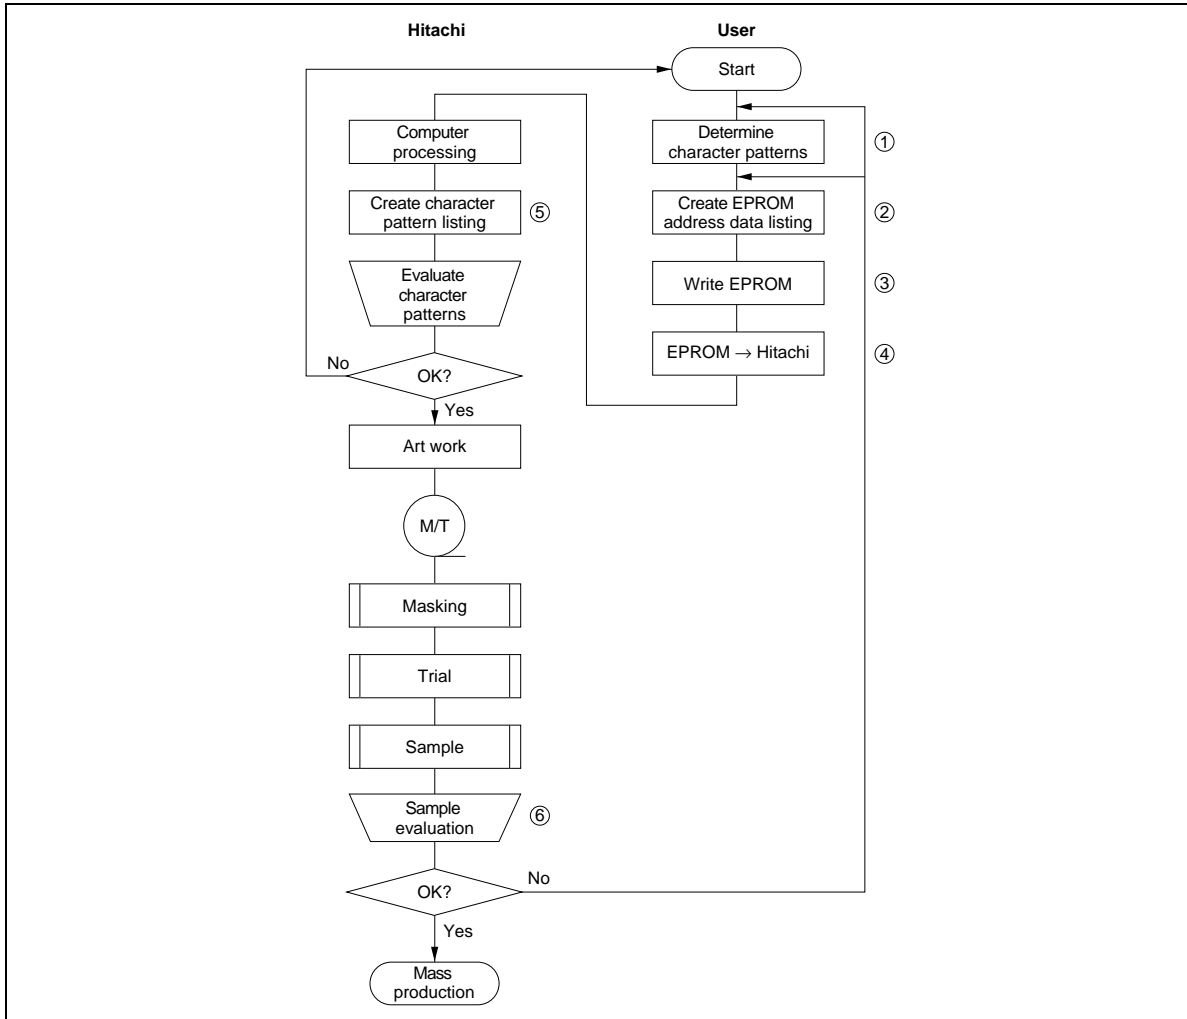 Hitachi
User
Start
Computer
processing
Determine
character patterns
①
Create character
pattern listing
⑤
Create EPROM
address data listing
②
Evaluate
character
patterns
Write EPROM
③
EPROM → Hitachi
④
No
OK?
Yes
Art work
M/T
Masking
Trial
Sample
Sample
evaluation
⑥
OK?
No
Yes
Mass
production